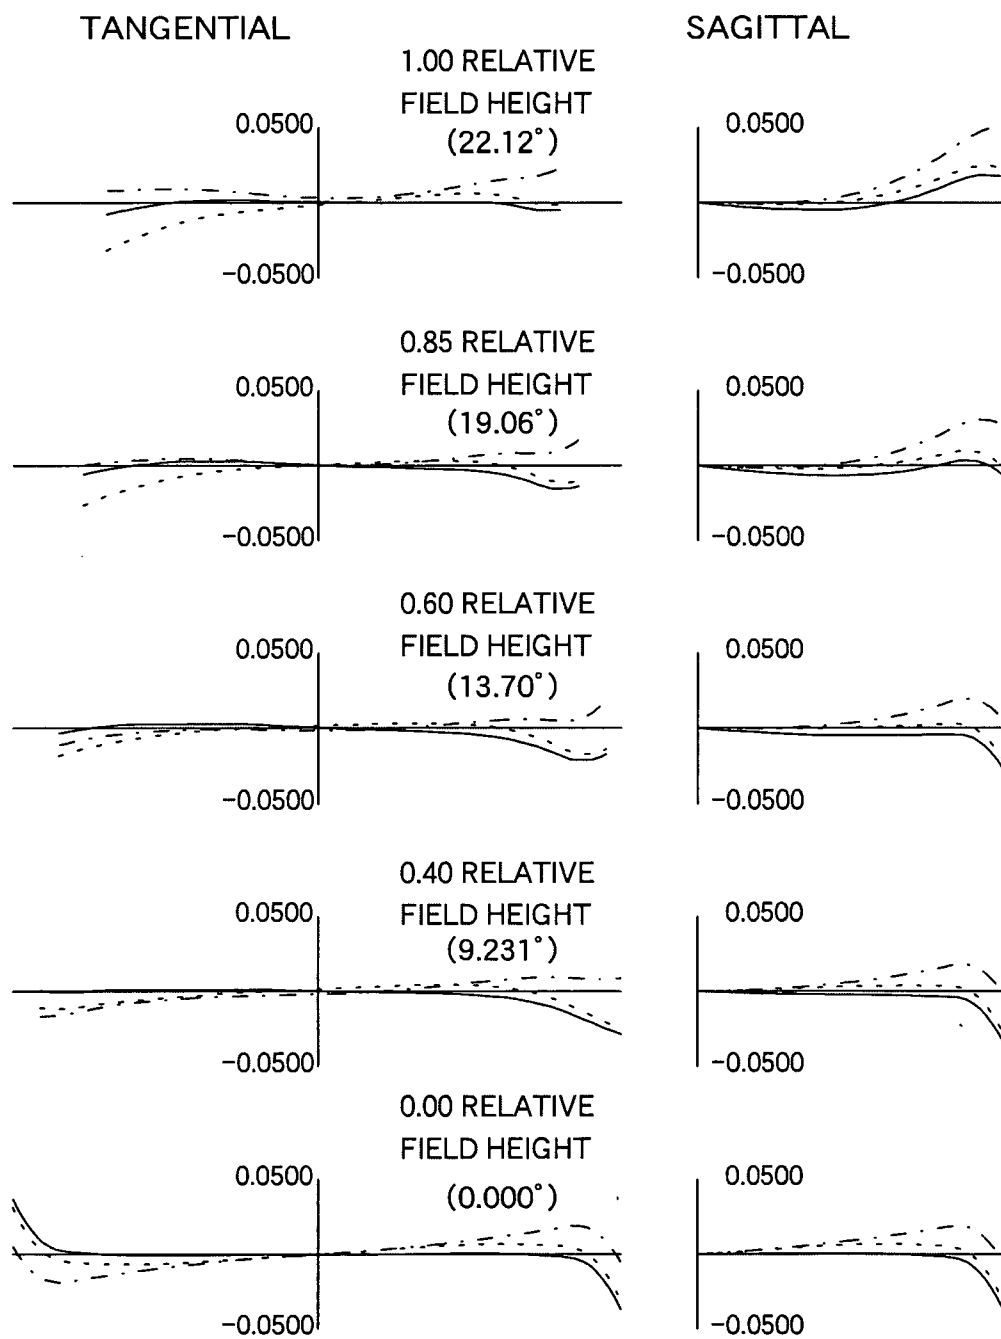 TANGENTIAL
SAGITTAL
1.00 RELATIVE
FIELD HEIGHT
(22.12°)
0.0500
0.0500
−0.0500
−0.0500
0.85 RELATIVE
FIELD HEIGHT
(19.06°)
0.0500
0.0500
−0.0500
−0.0500
0.60 RELATIVE
FIELD HEIGHT
(13.70°)
0.0500
0.0500
−0.0500
−0.0500
0.40 RELATIVE
FIELD HEIGHT
(9.231°)
0.0500
0.0500
−0.0500
−0.0500
0.00 RELATIVE
FIELD HEIGHT
(0.000°)
0.0500
0.0500
−0.0500
−0.0500